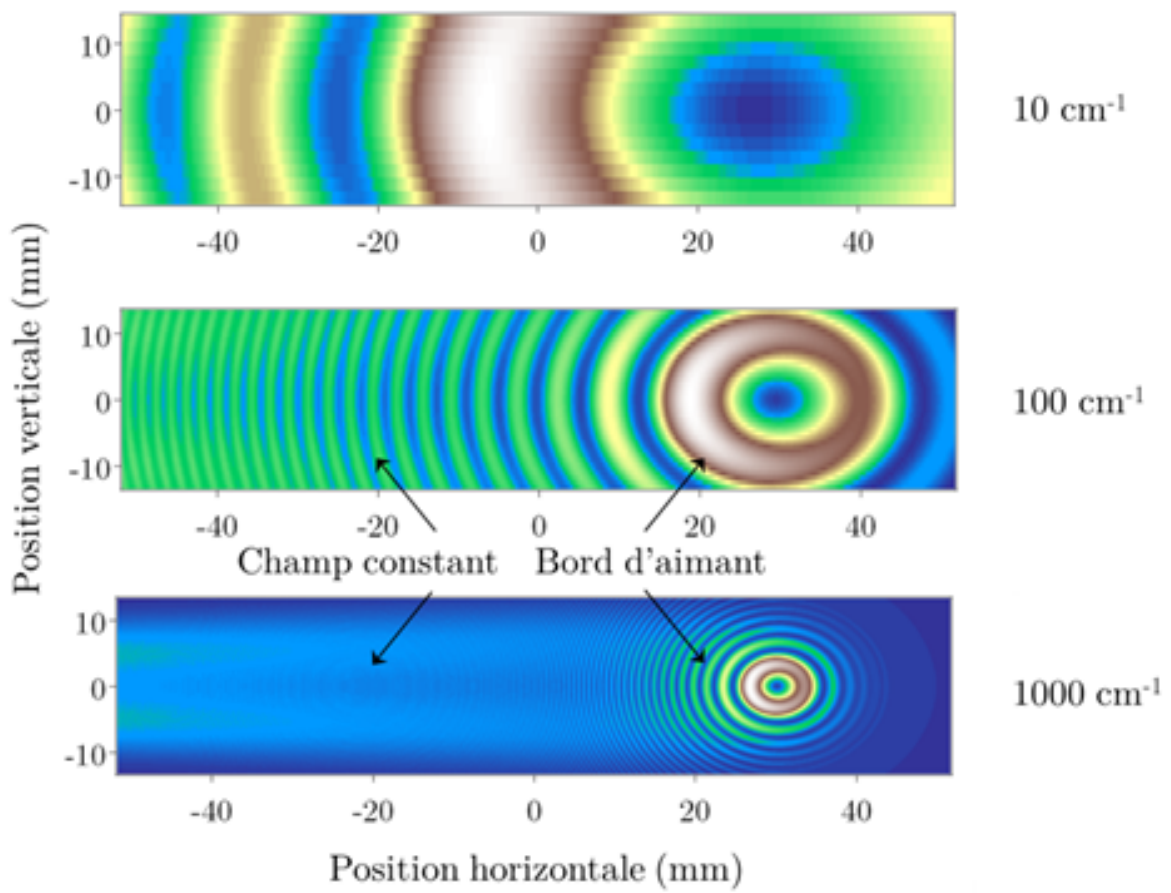 10
0
-10
-40 -20 0 20 40
10 cm-1
Position verticale (mm)
10
0
-10
-40 -20 0 20 40
100 cm-1
Champ constant Bord d'aimant
10
0
-10
-40 -20 0 20 40
1000 cm-1
Position horizontale (mm)